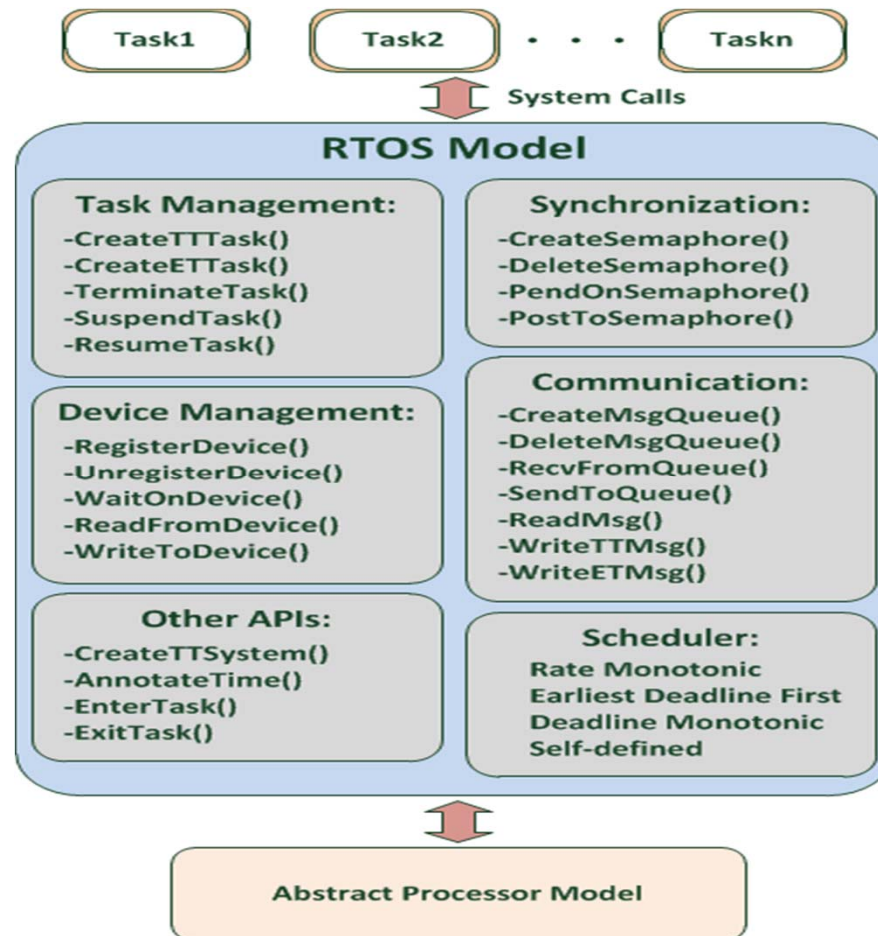 Task1
Task2
. . .
Taskn
System Calls
RTOS Model
Task Management:
-CreateTTTask()
-CreateETTask()
-TerminateTask()
-SuspendTask()
-ResumeTask()
Device Management:
-RegisterDevice()
-UnregisterDevice()
-WaitOnDevice()
-ReadFromDevice()
-WriteToDevice()
Other APIs:
-CreateTTSystem()
-AnnotateTime()
-EnterTask()
-ExitTask()
Synchronization:
-CreateSemaphore()
-DeleteSemaphore()
-PendOnSemaphore()
-PostToSemaphore()
Communication:
-CreateMsgQueue()
-DeleteMsgQueue()
-RecvFromQueue()
-SendToQueue()
-ReadMsg()
-WriteTTMsg()
-WriteETMsg()
Scheduler:
Rate Monotonic
Earliest Deadline First
Deadline Monotonic
Self-defined
Abstract Processor Model